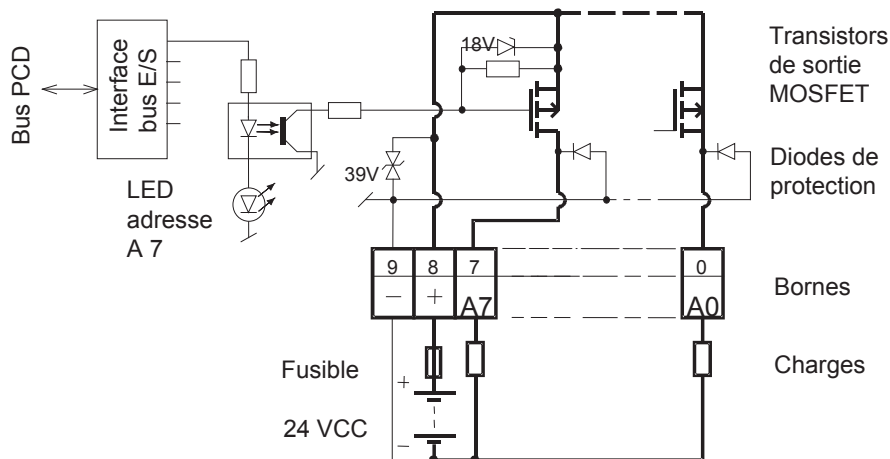 Bus PCD
Interface
bus E/S
18V
Transistors
de sortie
MOSFET
39V
Diodes de
protection
LED
adresse
A 7
9
8
7
0
–
+
A7
A0
Bornes
Fusible
Charges
+
24 VCC
–